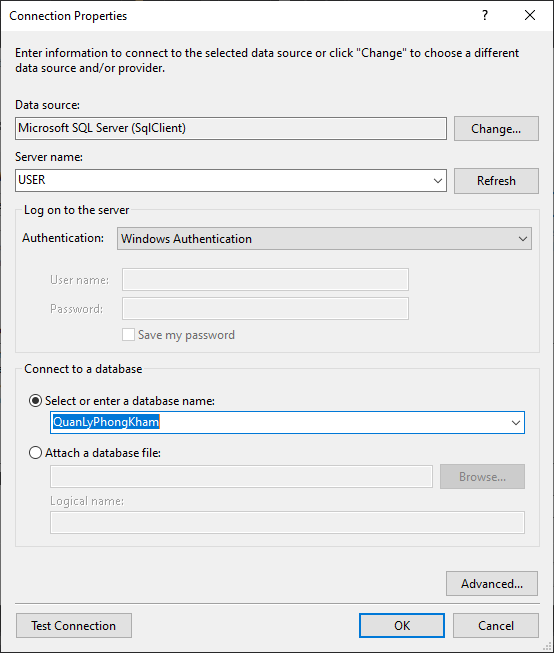 Connection Properties
?
Enter information to connect to the selected data source or click "Change" to choose a different
data source and/or provider.
Data source:
Microsoft SQL Server (SqlClient)
Change...
Server name:
USER
Refresh
Log on to the server
Authentication:
Windows Authentication
User name:
Password:
Save my password
Connect to a database
Select or enter a database name:
QuanLyPhongKham
Attach a database file:
Browse...
Logical name:
Advanced...
Test Connection
OK
Cancel